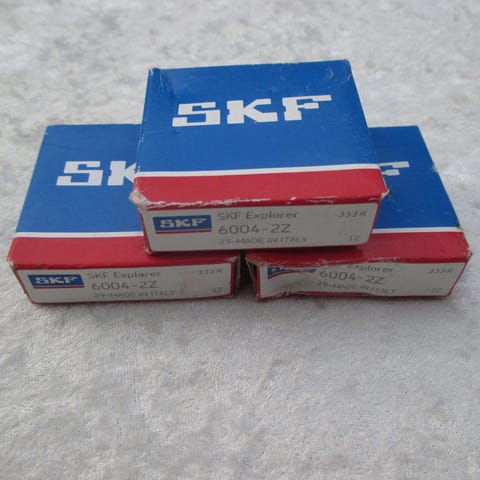 SKF
SKF
SKF SKF Explorer 333R
6004-2Z
29-MADE IN ITALY 12
SKF SKF Explorer 333R
6004-2Z
29-MADE IN ITALY 12
Explorer 333R
6004-2Z
29-MADE IN ITALY 12